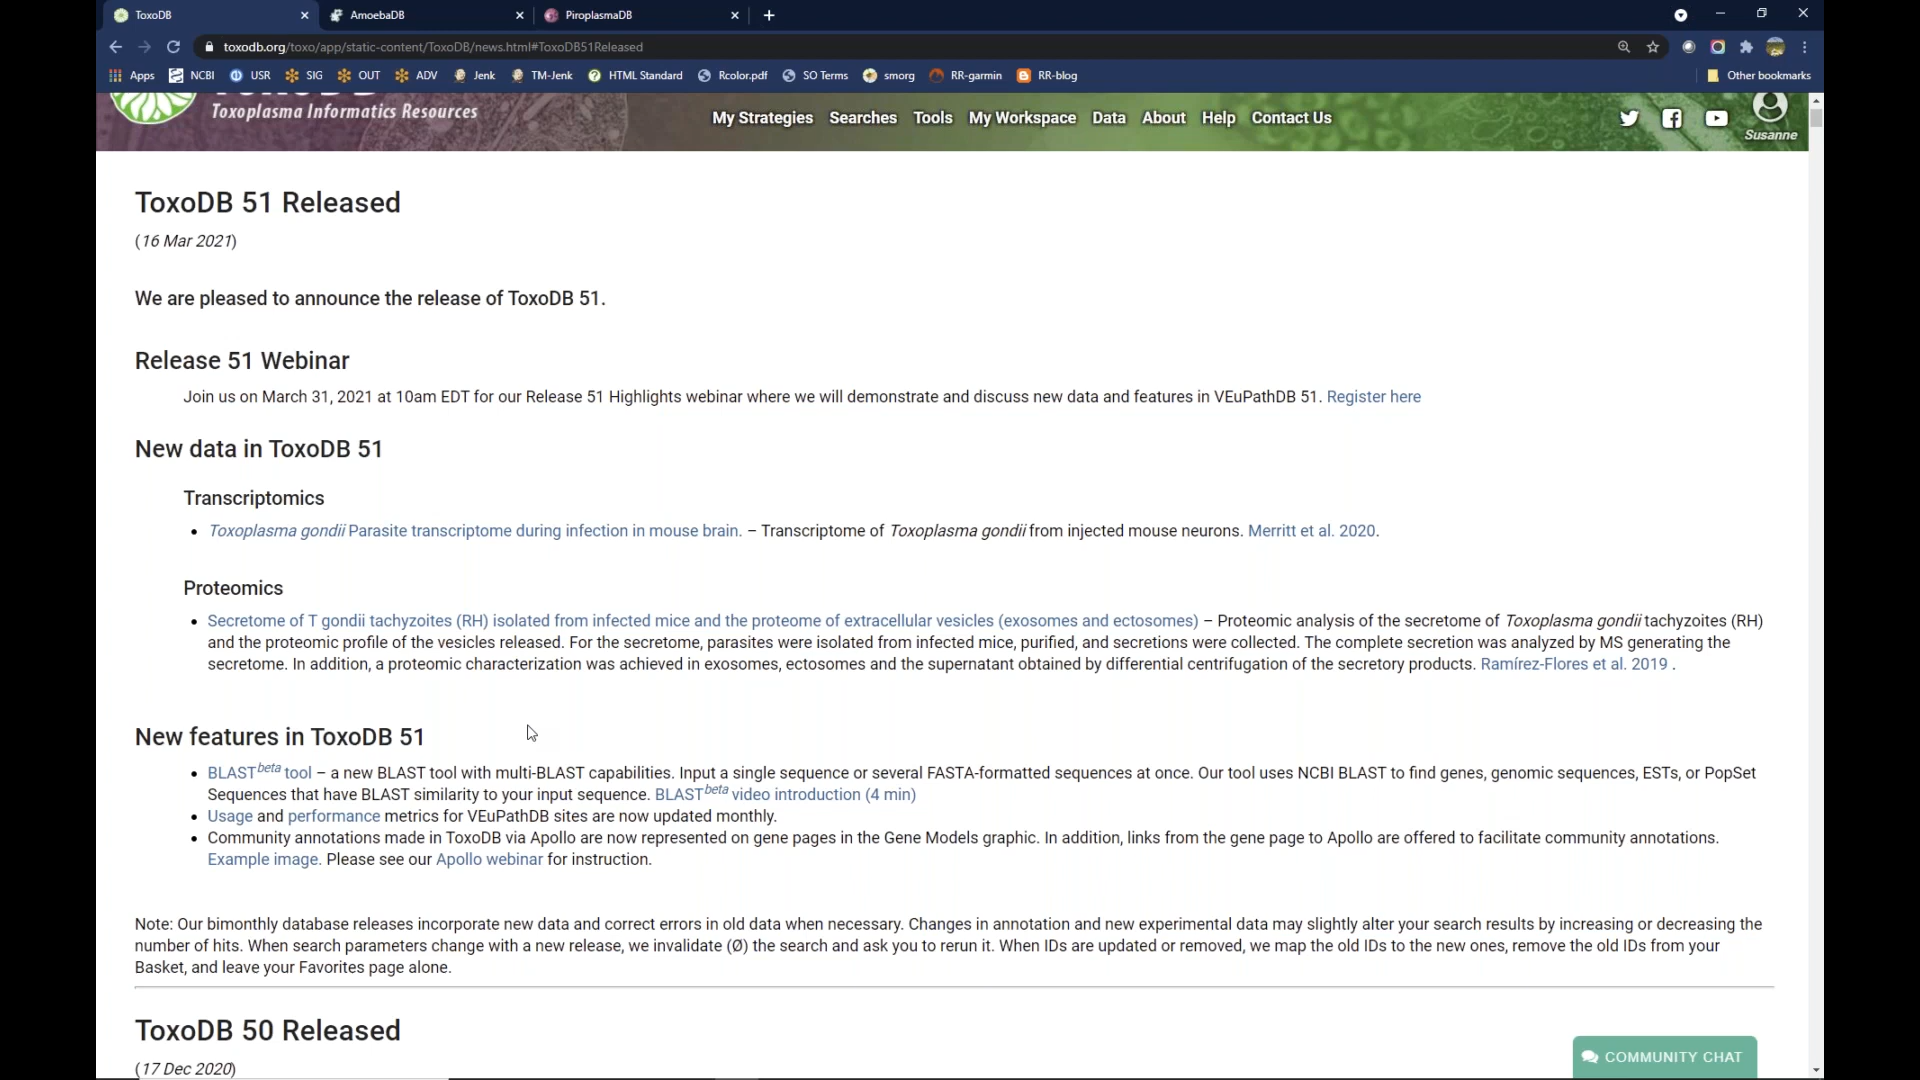 ToxoDB
AmoebaDB
PiroplasmaDB
toxodb.org/toxo/app/static-content/ToxoDB/news.html#ToxoDB51Released
Apps NCBI USR SIG OUT ADV Jenk TM-Jenk HTML Standard Rcolor.pdf SO Terms smorg RR-garmin RR-blog Other bookmarks
Toxoplasma Informatics Resources
My Strategies Searches Tools My Workspace Data About Help Contact Us
Susanne
ToxoDB 51 Released
(16 Mar 2021)
We are pleased to announce the release of ToxoDB 51.
Release 51 Webinar
Join us on March 31, 2021 at 10am EDT for our Release 51 Highlights webinar where we will demonstrate and discuss new data and features in VEuPathDB 51. Register here
New data in ToxoDB 51
Transcriptomics
• Toxoplasma gondii Parasite transcriptome during infection in mouse brain. – Transcriptome of Toxoplasma gondii from injected mouse neurons. Merritt et al. 2020.
Proteomics
• Secretome of T gondii tachyzoites (RH) isolated from infected mice and the proteome of extracellular vesicles (exosomes and ectosomes) – Proteomic analysis of the secretome of Toxoplasma gondii tachyzoites (RH)
and the proteomic profile of the vesicles released. For the secretome, parasites were isolated from infected mice, purified, and secretions were collected. The complete secretion was analyzed by MS generating the
secretome. In addition, a proteomic characterization was achieved in exosomes, ectosomes and the supernatant obtained by differential centrifugation of the secretory products. Ramírez-Flores et al. 2019 .
New features in ToxoDB 51
• BLASTbeta tool – a new BLAST tool with multi-BLAST capabilities. Input a single sequence or several FASTA-formatted sequences at once. Our tool uses NCBI BLAST to find genes, genomic sequences, ESTs, or PopSet
Sequences that have BLAST similarity to your input sequence. BLASTbeta video introduction (4 min)
• Usage and performance metrics for VEuPathDB sites are now updated monthly.
• Community annotations made in ToxoDB via Apollo are now represented on gene pages in the Gene Models graphic. In addition, links from the gene page to Apollo are offered to facilitate community annotations.
Example image. Please see our Apollo webinar for instruction.
Note: Our bimonthly database releases incorporate new data and correct errors in old data when necessary. Changes in annotation and new experimental data may slightly alter your search results by increasing or decreasing the
number of hits. When search parameters change with a new release, we invalidate (Ø) the search and ask you to rerun it. When IDs are updated or removed, we map the old IDs to the new ones, remove the old IDs from your
Basket, and leave your Favorites page alone.
ToxoDB 50 Released
(17 Dec 2020)
COMMUNITY CHAT